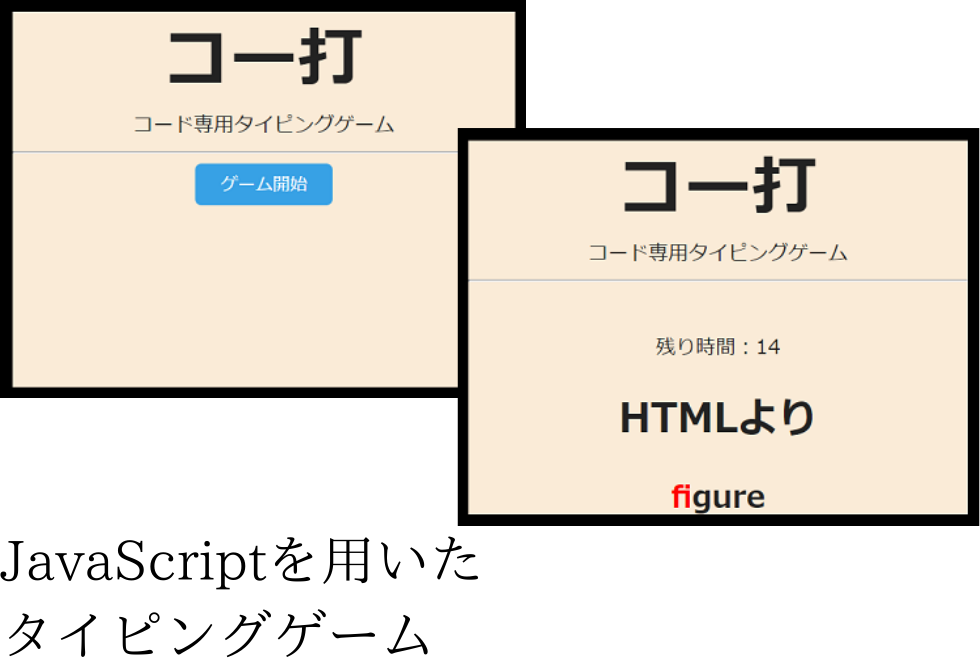 コー打
コード専用タイピングゲーム
ゲーム開始
コー打
コード専用タイピングゲーム
残り時間：14
HTMLより
figure
JavaScriptを用いた
タイピングゲーム